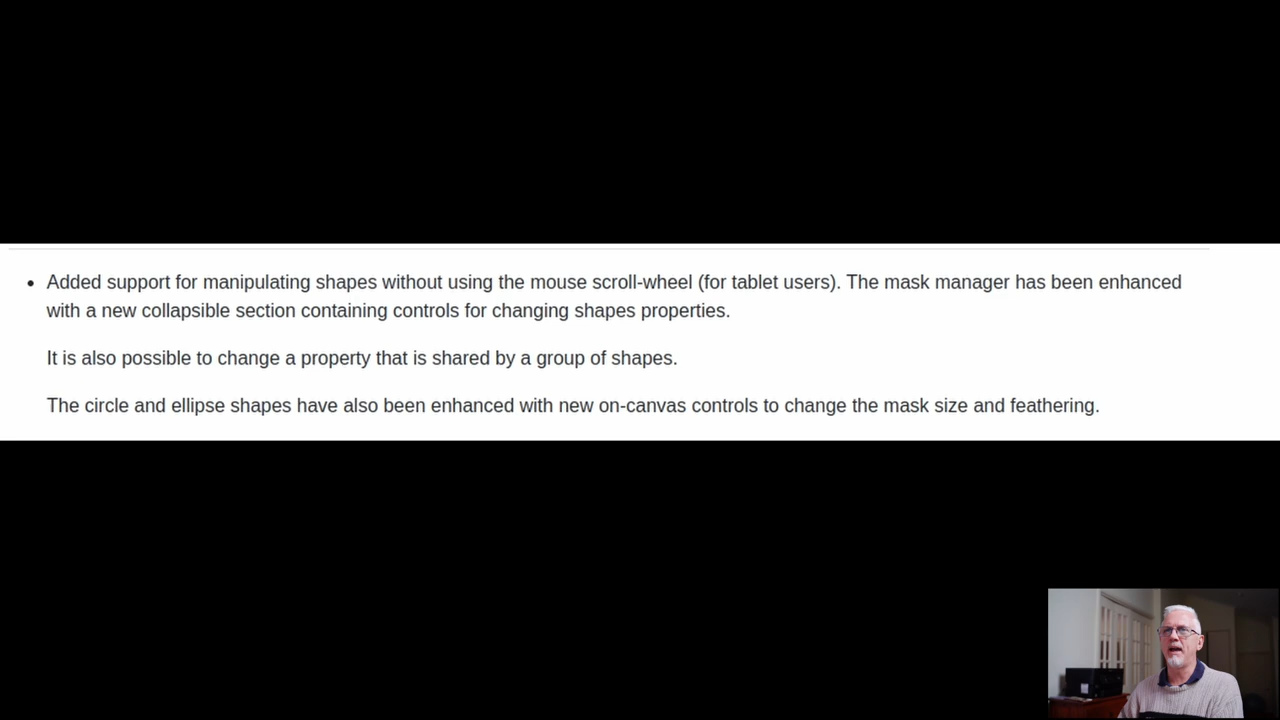 • Added support for manipulating shapes without using the mouse scroll-wheel (for tablet users). The mask manager has been enhanced
with a new collapsible section containing controls for changing shapes properties.
It is also possible to change a property that is shared by a group of shapes.
The circle and ellipse shapes have also been enhanced with new on-canvas controls to change the mask size and feathering.